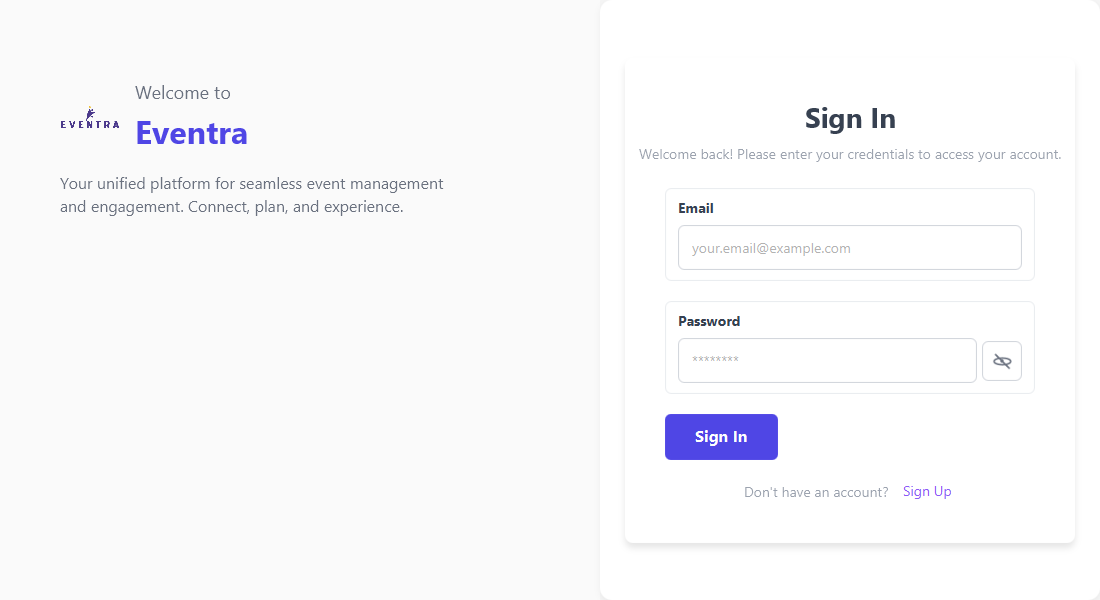 Welcome to
EVENTRA
Eventra
Your unified platform for seamless event management
and engagement. Connect, plan, and experience.
Sign In
Welcome back! Please enter your credentials to access your account.
Email
your.email@example.com
Password
********
Sign In
Don't have an account? Sign Up